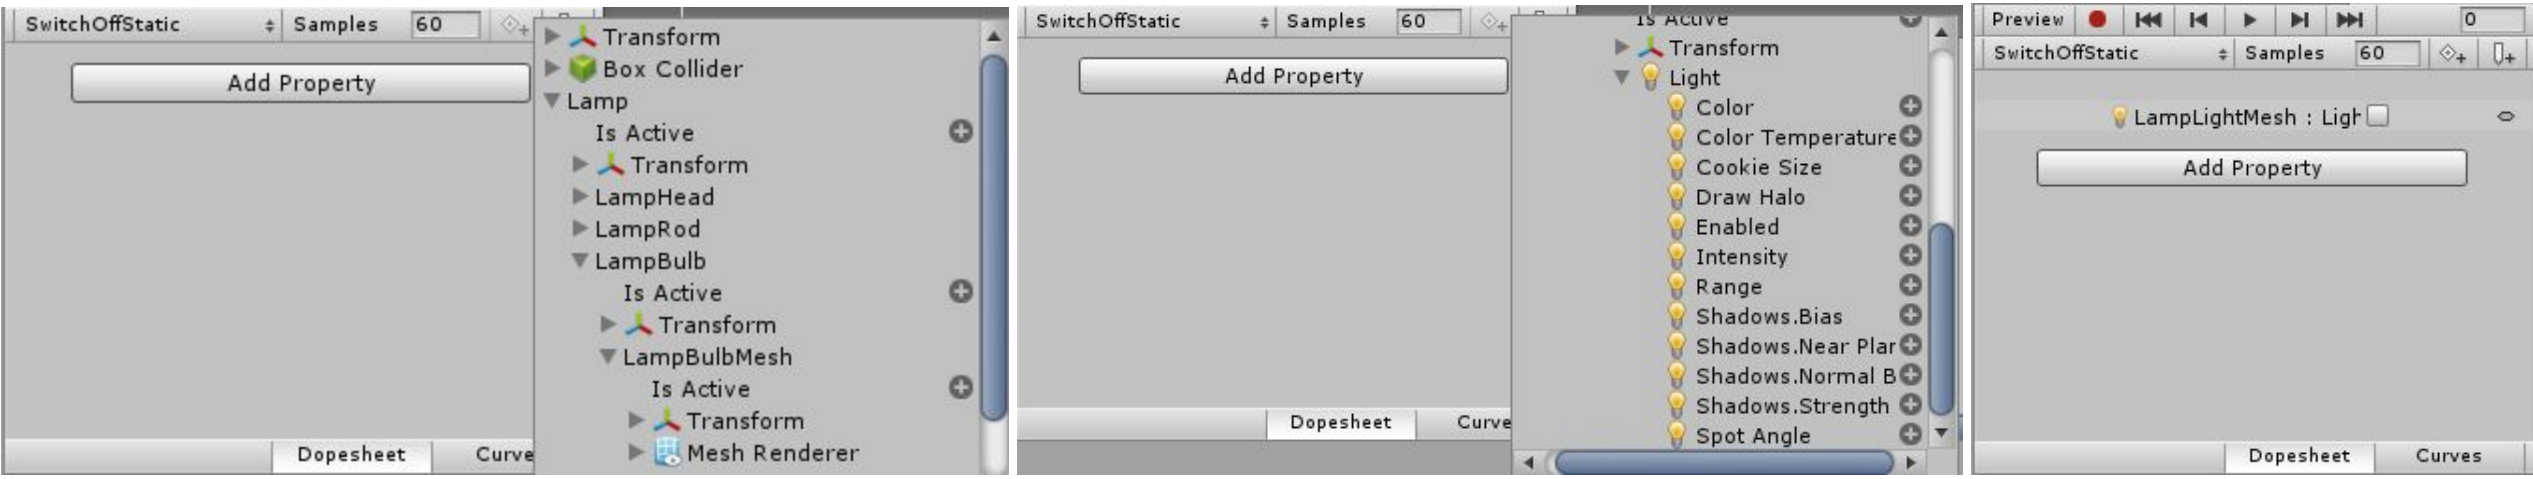 SwitchOffStatic Samples 60
Add Property
Transform
Box Collider
Lamp
Is Active
Transform
LampHead
LampRod
LampBulb
Is Active
Transform
LampBulbMesh
Is Active
Transform
Mesh Renderer
Dopesheet Curve
SwitchOffStatic Samples 60
Add Property
Is Active
Transform
Light
Color
Color Temperature
Cookie Size
Draw Halo
Enabled
Intensity
Range
Shadows.Bias
Shadows.Near Plar
Shadows.Normal B
Shadows.Strength
Spot Angle
Dopesheet Curve
Preview 0
SwitchOffStatic Samples 60
LampLightMesh : Ligh
Add Property
Dopesheet Curves